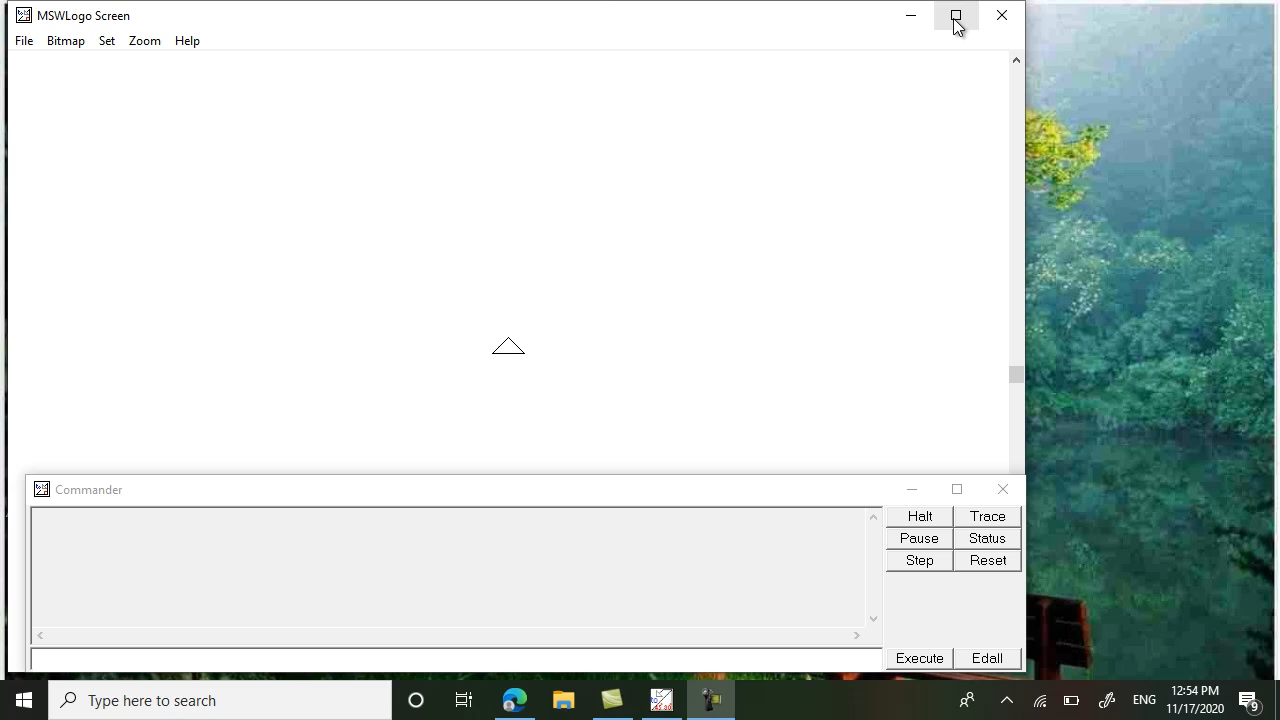 MSWLogo Screen
File Bitmap Set Zoom Help
Commander
Halt Trace
Pause Status
Step Reset
Execute Edall
Type here to search
ENG
12:54 PM
11/17/2020
9